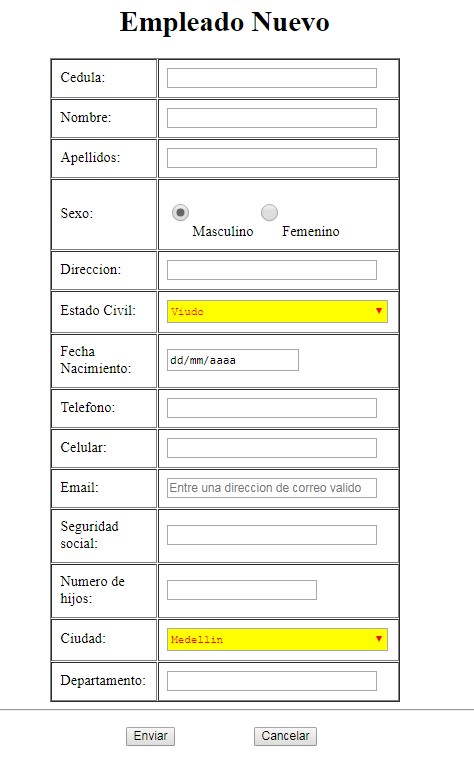 Empleado Nuevo
Cedula:
Nombre:
Apellidos:
Sexo:
Masculino Femenino
Direccion:
Estado Civil: Viudo
Fecha
Nacimiento:
dd/mm/aaaa
Telefono:
Celular:
Email: Entre una direccion de correo valido
Seguridad
social:
Numero de
hijos:
Ciudad: Medellin
Departamento:
Enviar Cancelar